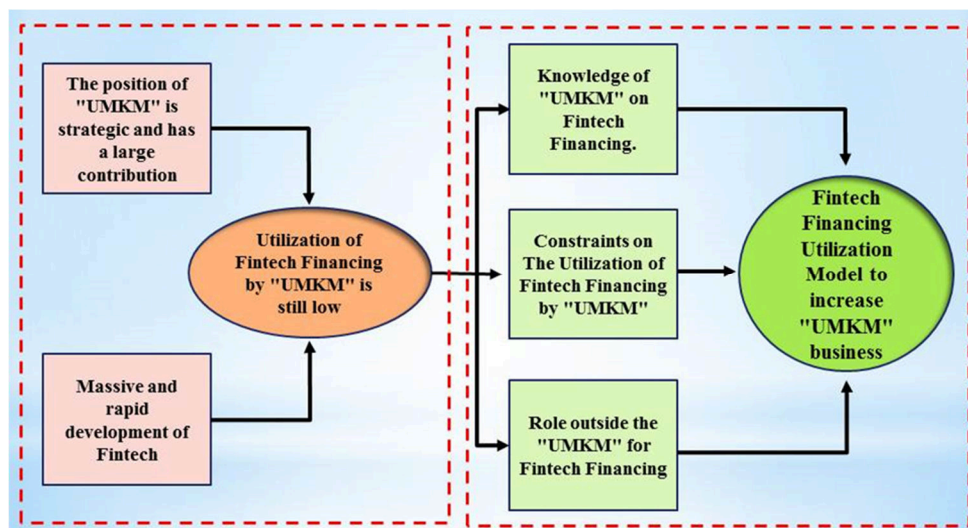 The position of
"UMKM" is
strategic and has
a large
contribution
Utilization of
Fintech Financing
by "UMKM" is
still low
Massive and
rapid
development of
Fintech
Knowledge of
"UMKM" on
Fintech
Financing.
Constraints on
The Utilization of
Fintech Financing
by "UMKM"
Role outside the
"UMKM" for
Fintech Financing
Fintech
Financing
Utilization
Model to
increase
"UMKM"
business